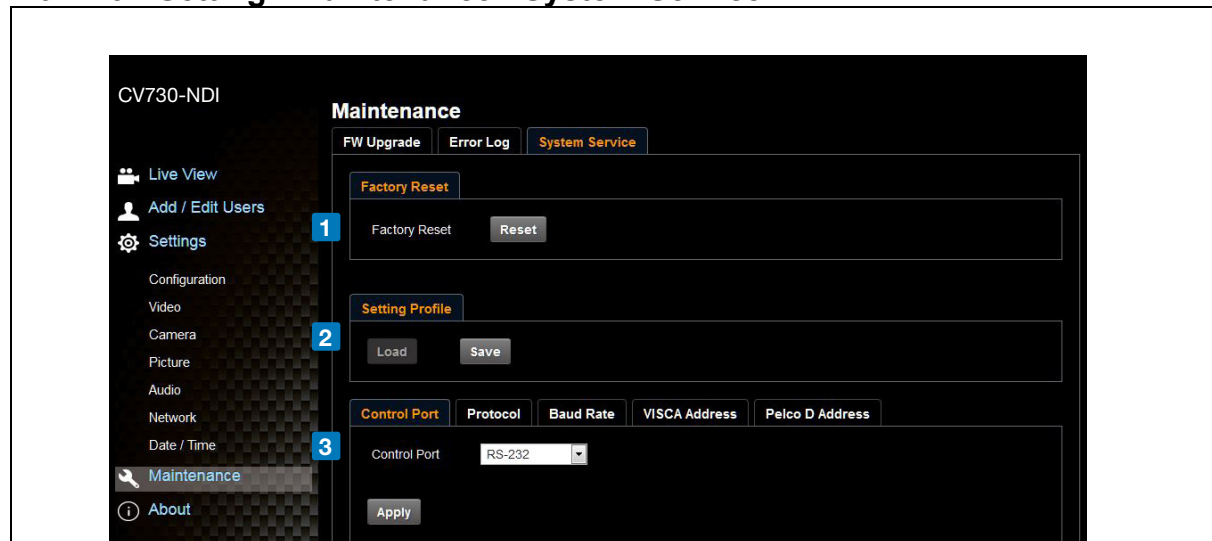 CV730-NDI
Maintenance
FW Upgrade Error Log System Service
Live View
Add / Edit Users
Settings
Configuration
Video
Camera
Picture
Audio
Network
Date / Time
Maintenance
About
Factory Reset
1 Factory Reset Reset
Setting Profile
2 Load Save
Control Port Protocol Baud Rate VISCA Address Pelco D Address
3 Control Port RS-232
Apply